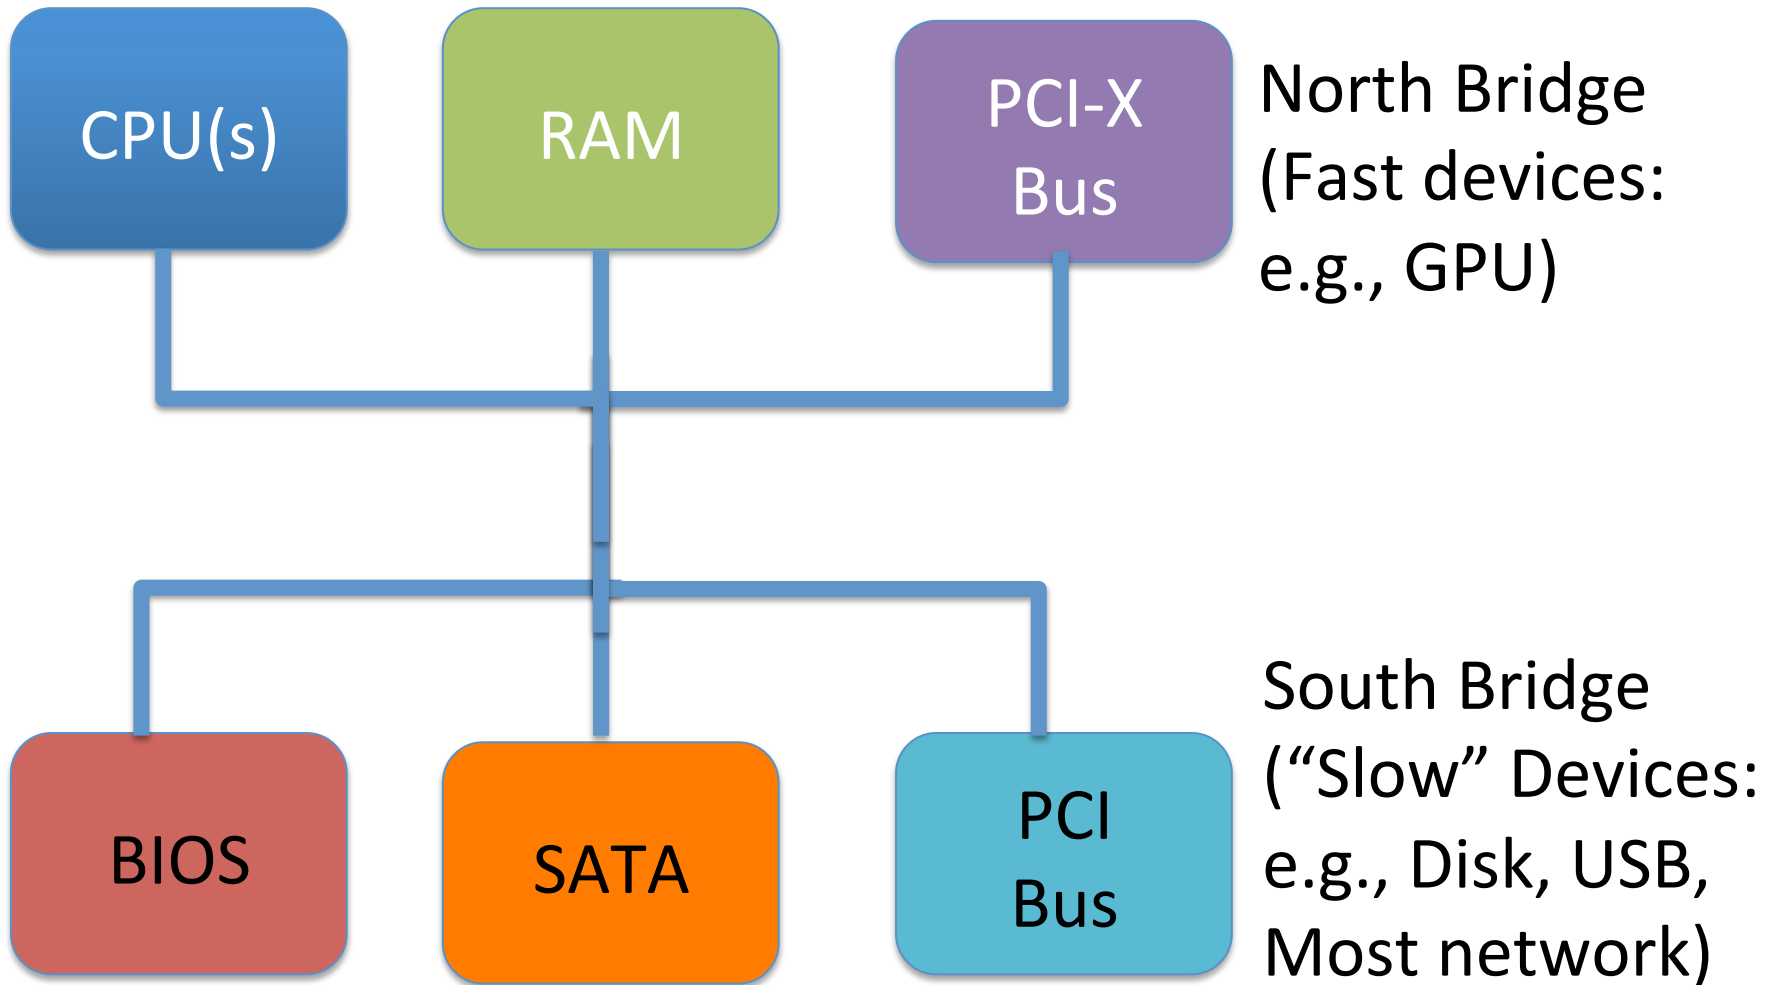 CPU(s)
RAM
PCI-X
Bus
North Bridge
(Fast devices:
e.g., GPU)
BIOS
SATA
PCI
Bus
South Bridge
(“Slow” Devices:
e.g., Disk, USB,
Most network)